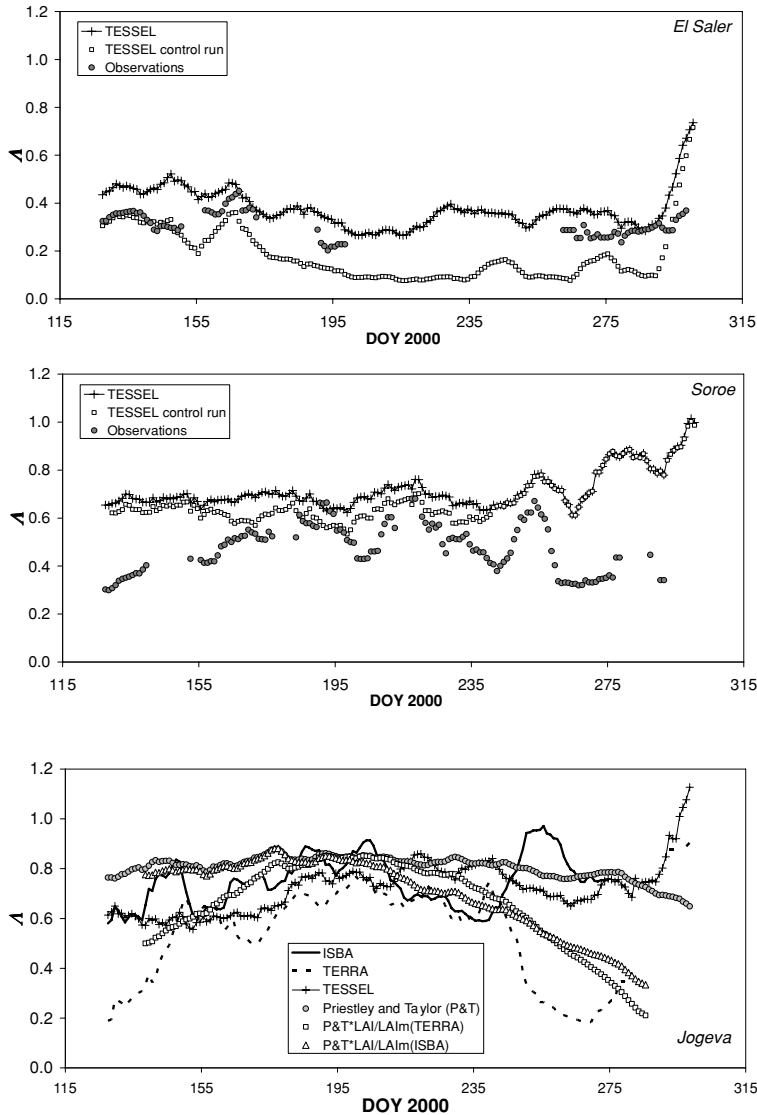 1.2
El Saler
TESSEL
TESSEL control run
Observations
1.0
0.8
Λ
0.6
0.4
0.2
0.0
115 155 195 235 275 315
DOY 2000
1.2
Soroe
TESSEL
TESSEL control run
Observations
1.0
0.8
Λ
0.6
0.4
0.2
0.0
115 155 195 235 275 315
DOY 2000
1.2
1.0
0.8
Λ
0.6
0.4
0.2
0.0
ISBA
TERRA
TESSEL
Priestley and Taylor (P&T)
P&T*LAI/LAIm(TERRA)
P&T*LAI/LAIm(ISBA)
Jogeva
115 155 195 235 275 315
DOY 2000